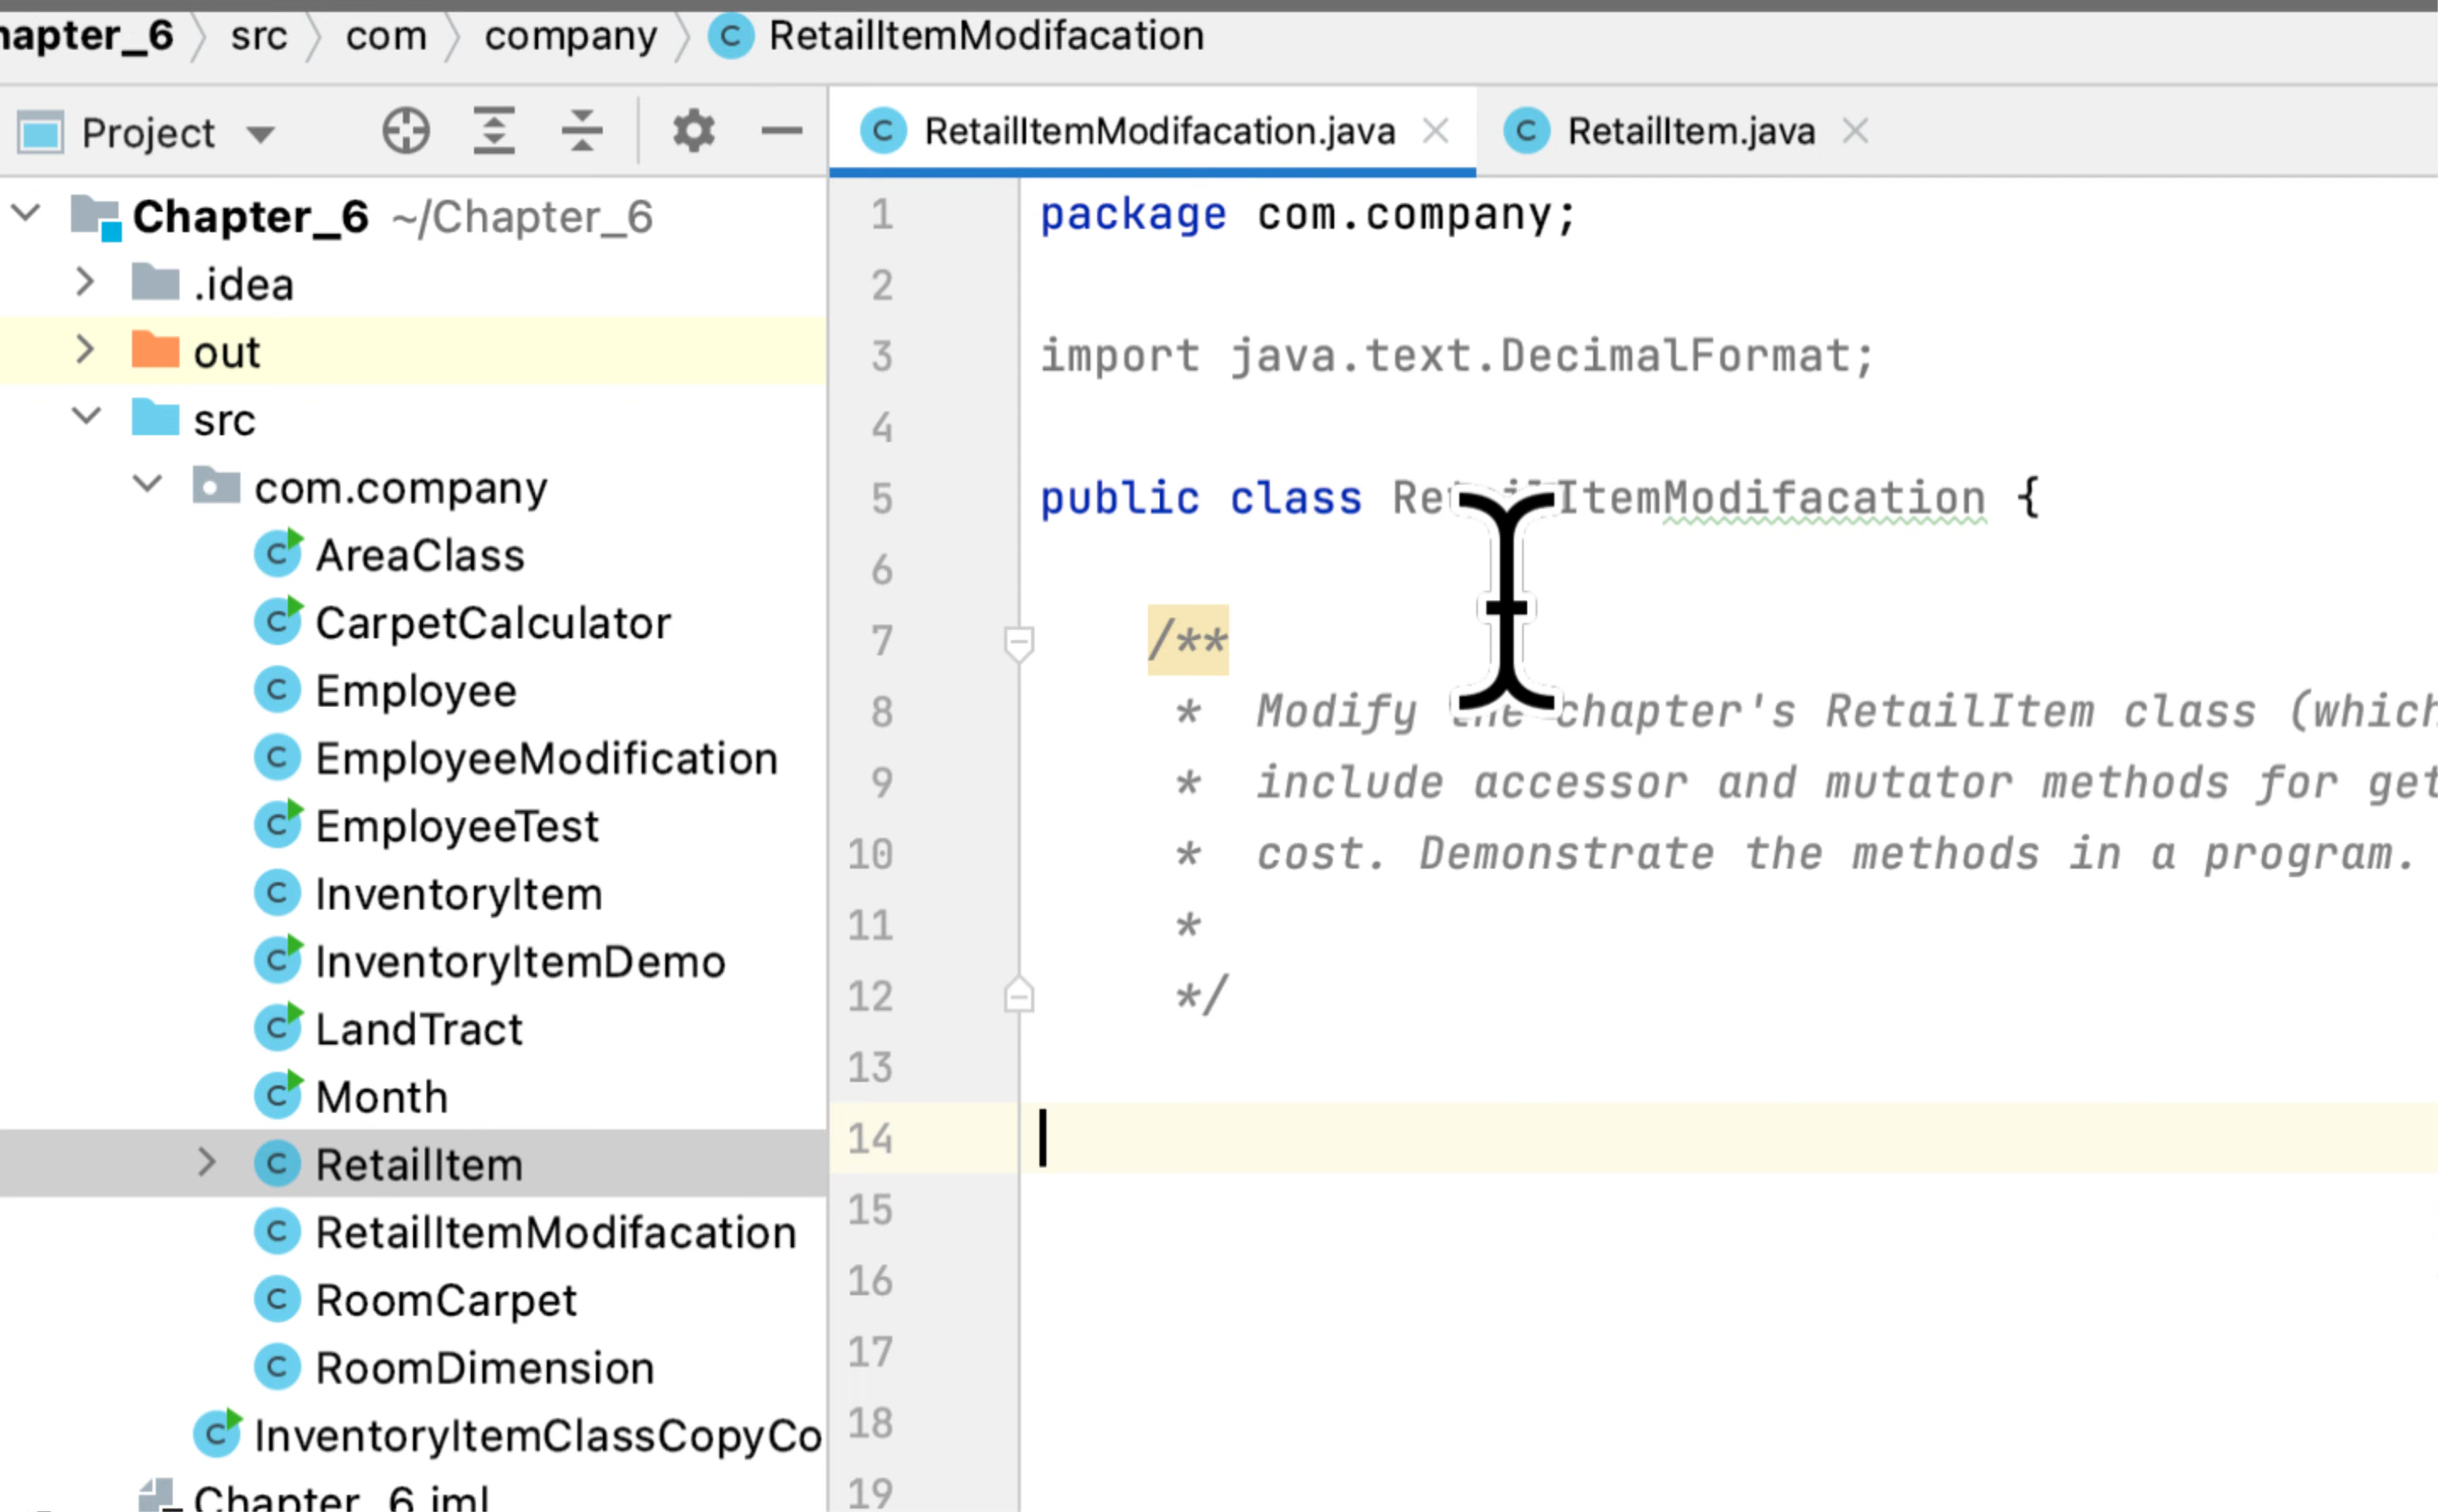 hapter_6 src com company C RetailItemModifacation
Project
C RetailItemModifacation.java C RetailItem.java
Chapter_6 ~/Chapter_6
.idea
out
src
com.company
C AreaClass
C CarpetCalculator
C Employee
C EmployeeModification
C EmployeeTest
C InventoryItem
C InventoryItemDemo
C LandTract
C Month
C RetailItem
C RetailItemModifacation
C RoomCarpet
C RoomDimension
C InventoryItemClassCopyCo
Chapter_6.iml
1 package com.company;
2
3 import java.text.DecimalFormat;
4
5 public class RetailItemModifacation {
6
7 /**
8 * Modify the chapter's RetailItem class (which
9 * include accessor and mutator methods for get
10 * cost. Demonstrate the methods in a program.
11 *
12 */
13
14
15
16
17
18
19